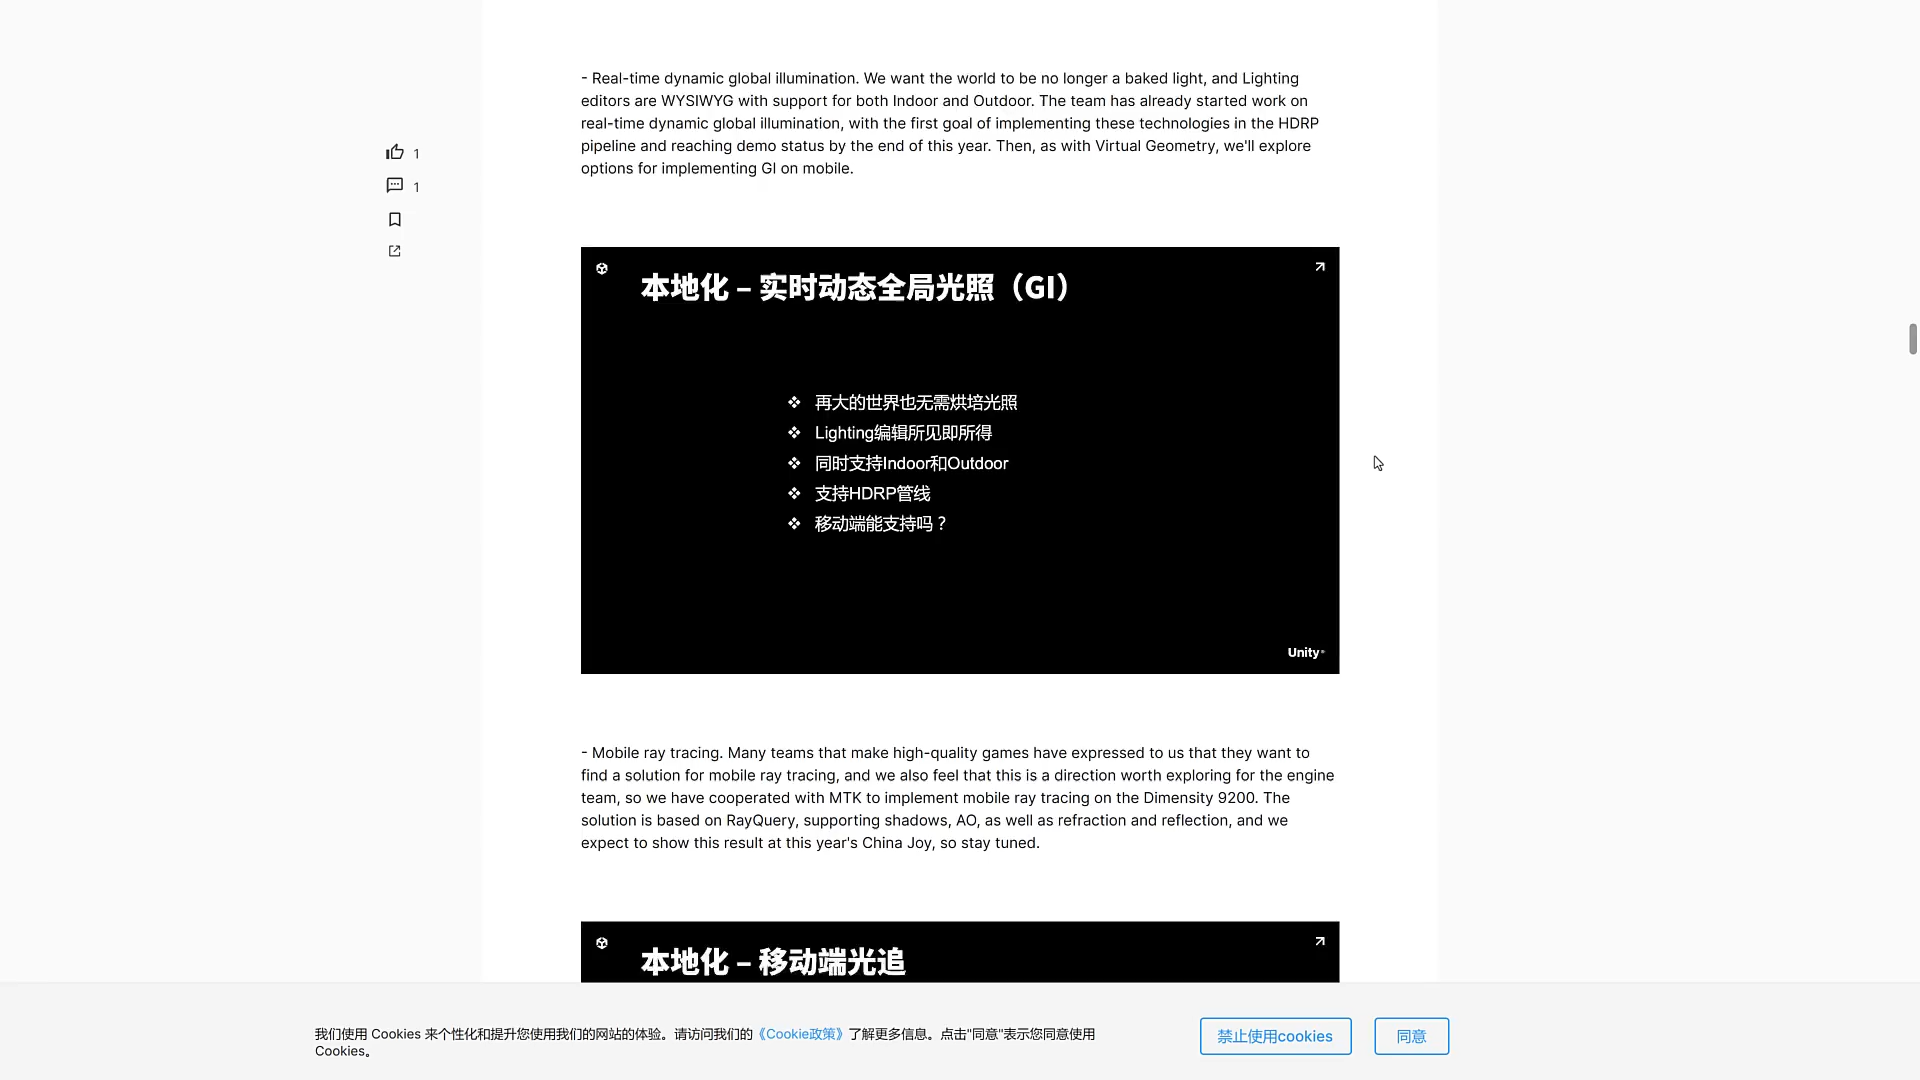 - Real-time dynamic global illumination. We want the world to be no longer a baked light, and Lighting
editors are WYSIWYG with support for both Indoor and Outdoor. The team has already started work on
real-time dynamic global illumination, with the first goal of implementing these technologies in the HDRP
pipeline and reaching demo status by the end of this year. Then, as with Virtual Geometry, we'll explore
options for implementing GI on mobile.
1
1
本地化 – 实时动态全局光照（GI）
❖ 再大的世界也无需烘培光照
❖ Lighting编辑所见即所得
❖ 同时支持Indoor和Outdoor
❖ 支持HDRP管线
❖ 移动端能支持吗？
Unity
- Mobile ray tracing. Many teams that make high-quality games have expressed to us that they want to
find a solution for mobile ray tracing, and we also feel that this is a direction worth exploring for the engine
team, so we have cooperated with MTK to implement mobile ray tracing on the Dimensity 9200. The
solution is based on RayQuery, supporting shadows, AO, as well as refraction and reflection, and we
expect to show this result at this year's China Joy, so stay tuned.
本地化 – 移动端光追
我们使用 Cookies 来个性化和提升您使用我们的网站的体验。请访问我们的《Cookie政策》了解更多信息。点击"同意"表示您同意使用
Cookies。
禁止使用cookies
同意